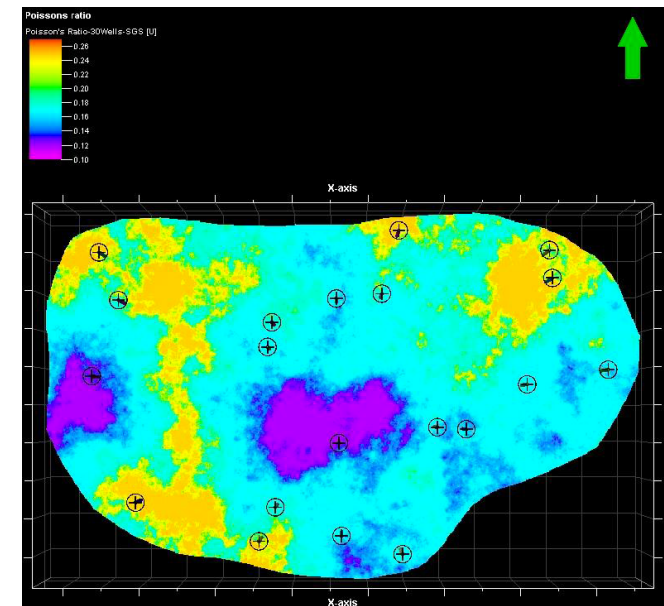 Poissons ratio
Poisson's Ratio-30Wells-SGS [U]
0.26
0.24
0.22
0.20
0.18
0.16
0.14
0.12
0.10
X-axis
X-axis